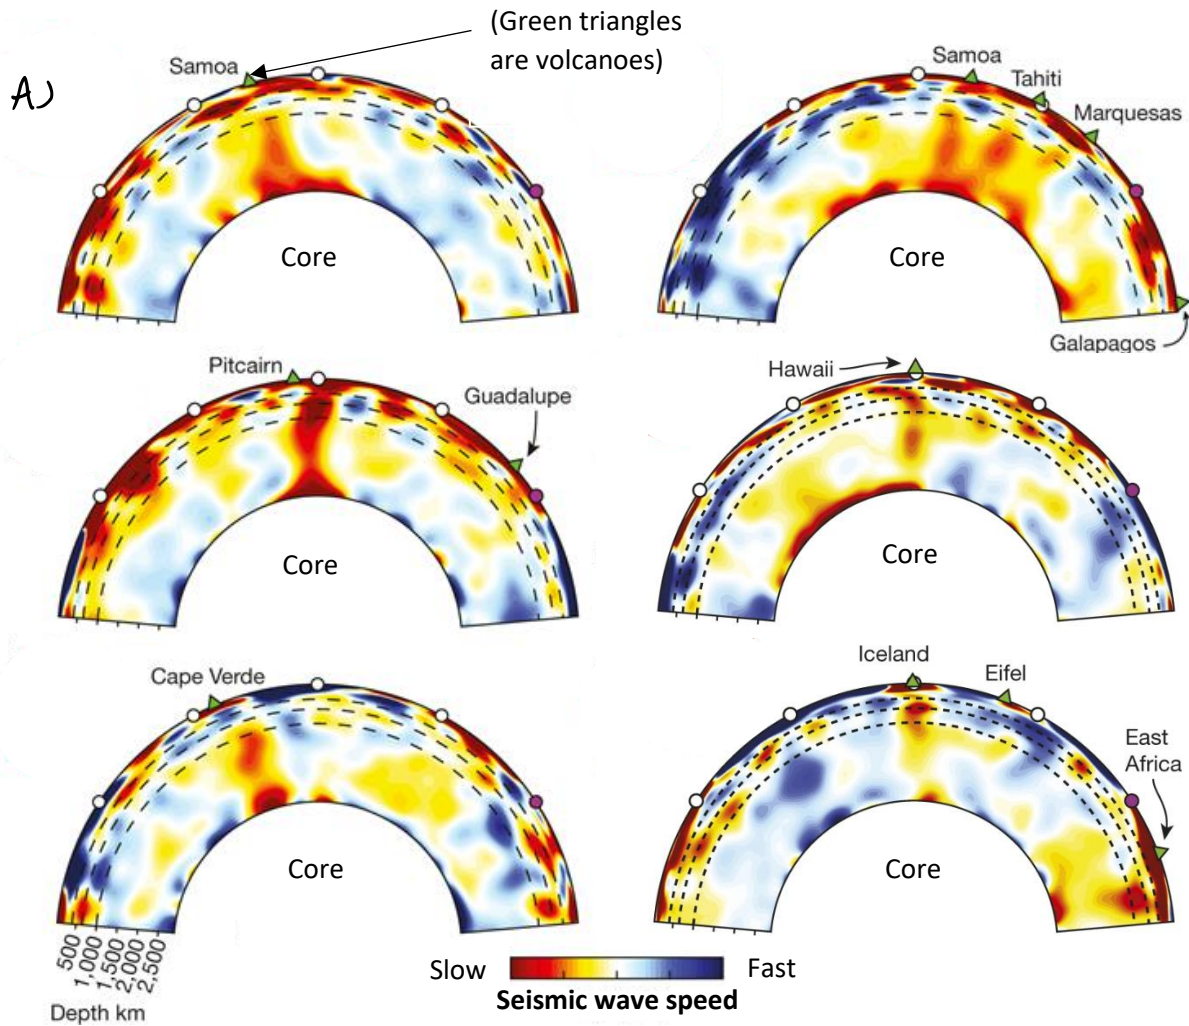 (Green triangles
are volcanoes)
A)
Samoa
Core
Samoa
Tahiti
Marquesas
Core
Galapagos
Pitcairn
Guadalupe
Core
Hawaii
Core
Cape Verde
Core
Iceland
Eifel
East
Africa
Core
500
1,000
1,500
2,000
2,500
Depth km
Slow
Fast
Seismic wave speed